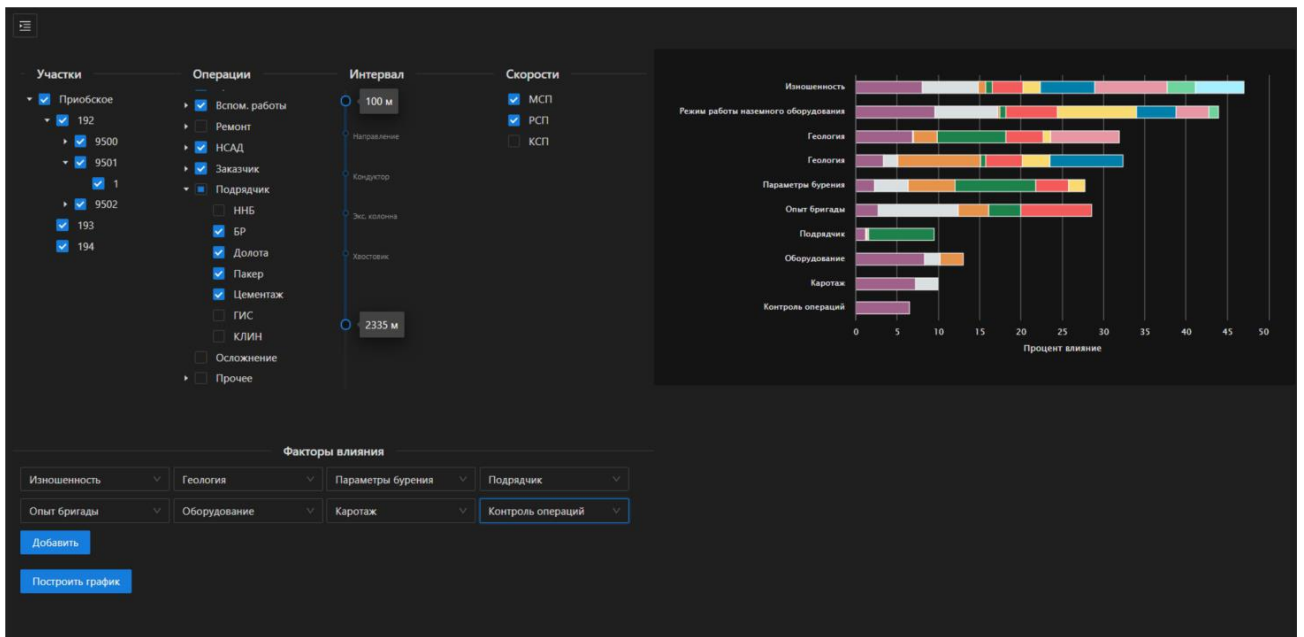 Участки
Приобское
192
9500
9501
1
9502
193
194
Операции
Вспом. работы
Ремонт
НСАД
Заказчик
Подрядчик
ННБ
БР
Долота
Пакер
Цементаж
ГИС
КЛИН
Осложнение
Прочее
Интервал
100 м
Направление
Кондуктор
Экс. колонна
Хвостовик
2335 м
Скорости
МСП
РСП
КСП
Изношенность
Режим работы наземного оборудования
Геология
Геология
Параметры бурения
Опыт бригады
Подрядчик
Оборудование
Каротаж
Контроль операций
0 5 10 15 20 25 30 35 40 45 50
Процент влияние
Факторы влияния
Изношенность Геология Параметры бурения Подрядчик
Опыт бригады Оборудование Каротаж Контроль операций
Добавить
Построить график